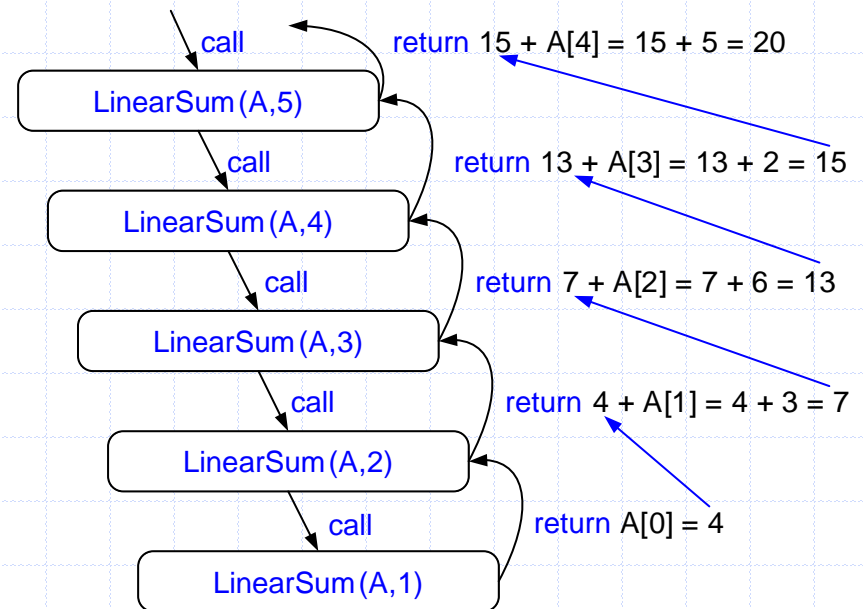 call
return 15 + A[4] = 15 + 5 = 20
LinearSum(A,5)
call
return 13 + A[3] = 13 + 2 = 15
LinearSum(A,4)
call
return 7 + A[2] = 7 + 6 = 13
LinearSum(A,3)
call
return 4 + A[1] = 4 + 3 = 7
LinearSum(A,2)
call
return A[0] = 4
LinearSum(A,1)